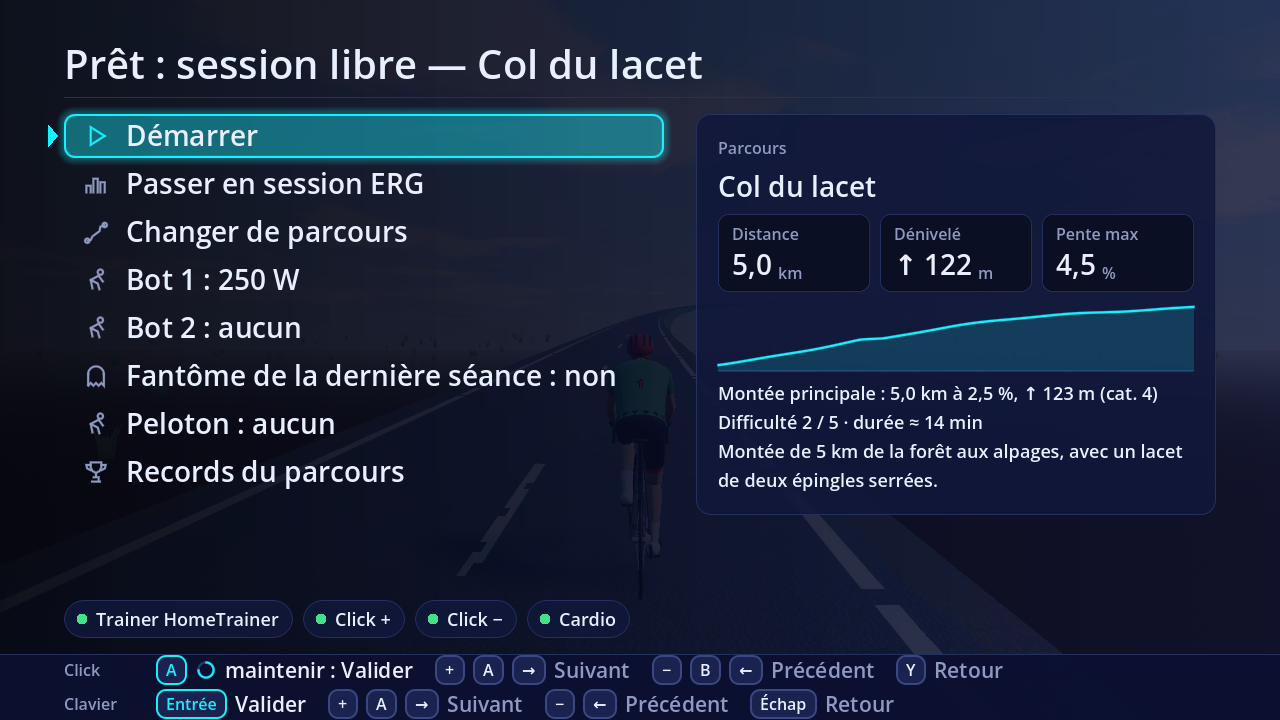 Prêt : session libre — Col du lacet
Démarrer
Passer en session ERG
Changer de parcours
Bot 1 : 250 W
Bot 2 : aucun
Fantôme de la dernière séance : non
Peloton : aucun
Records du parcours
Parcours
Col du lacet
Distance Dénivelé Pente max
5,0 km ↑ 122 m 4,5 %
Montée principale : 5,0 km à 2,5 %, ↑ 123 m (cat. 4)
Difficulté 2 / 5 · durée ≈ 14 min
Montée de 5 km de la forêt aux alpages, avec un lacet
de deux épingles serrées.
Trainer HomeTrainer Click + Click − Cardio
Click A maintenir : Valider + A → Suivant − B ← Précédent Y Retour
Clavier Entrée Valider + A → Suivant − ← Précédent Échap Retour